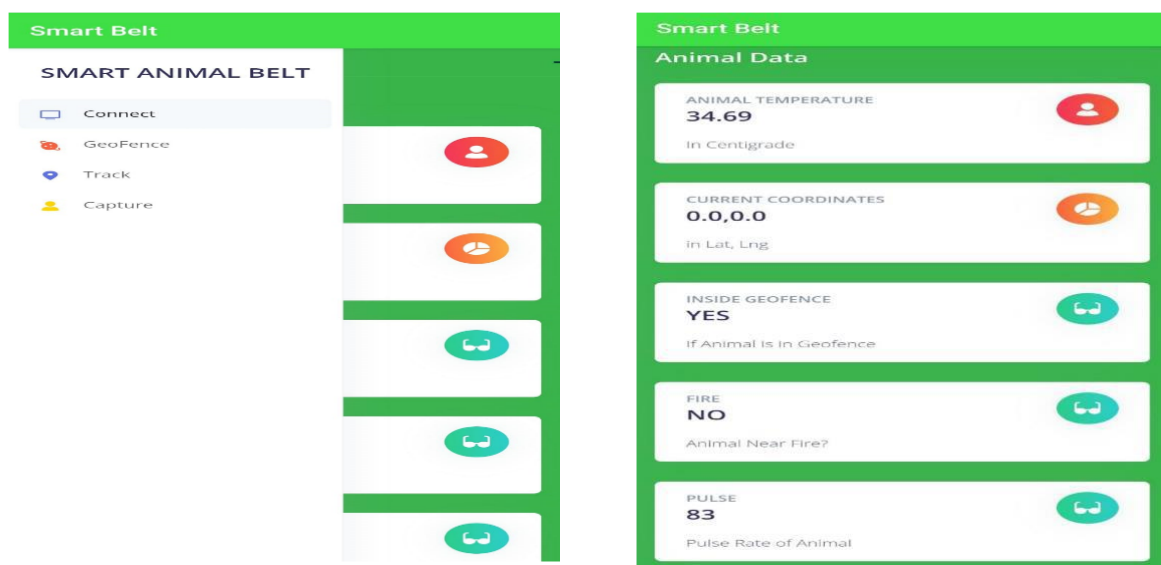 Smart Belt
SMART ANIMAL BELT
Connect
GeoFence
Track
Capture
Smart Belt
Animal Data
ANIMAL TEMPERATURE
34.69
In Centigrade
CURRENT COORDINATES
0.0,0.0
in Lat, Lng
INSIDE GEOFENCE
YES
If Animal is in Geofence
FIRE
NO
Animal Near Fire?
PULSE
83
Pulse Rate of Animal